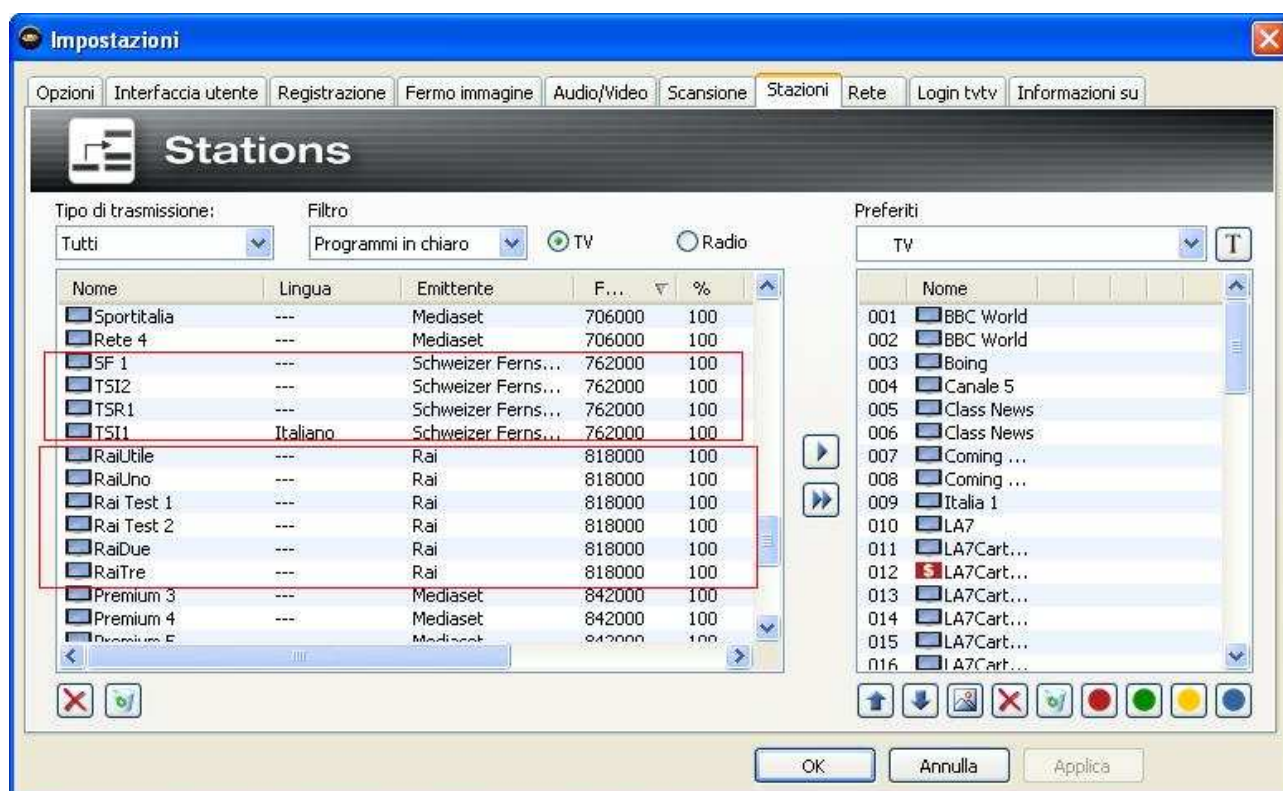 Impostazioni
Opzioni Interfaccia utente Registrazione Fermo immagine Audio/Video Scansione Stazioni Rete Login tvtv Informazioni su
Stations
Tipo di trasmissione: Filtro
Tutti Programmi in chiaro TV Radio
Nome Lingua Emittente F... %
Sportitalia --- Mediaset 706000 100
Rete 4 --- Mediaset 706000 100
SF 1 --- Schweizer Ferns... 762000 100
TSI2 --- Schweizer Ferns... 762000 100
TSR1 --- Schweizer Ferns... 762000 100
TSI1 Italiano Schweizer Ferns... 762000 100
RaiUtile --- Rai 818000 100
RaiUno --- Rai 818000 100
Rai Test 1 --- Rai 818000 100
Rai Test 2 --- Rai 818000 100
RaiDue --- Rai 818000 100
RaiTre --- Rai 818000 100
Premium 3 --- Mediaset 842000 100
Premium 4 --- Mediaset 842000 100
Premium 5 Mediaset 842000 100
Preferiti
TV T
Nome
001 BBC World
002 BBC World
003 Boing
004 Canale 5
005 Class News
006 Class News
007 Coming ...
008 Coming ...
009 Italia 1
010 LA7
011 LA7Cart...
012 $ LA7Cart...
013 LA7Cart...
014 LA7Cart...
015 LA7Cart...
016 LA7Cart...
OK Annulla Applica